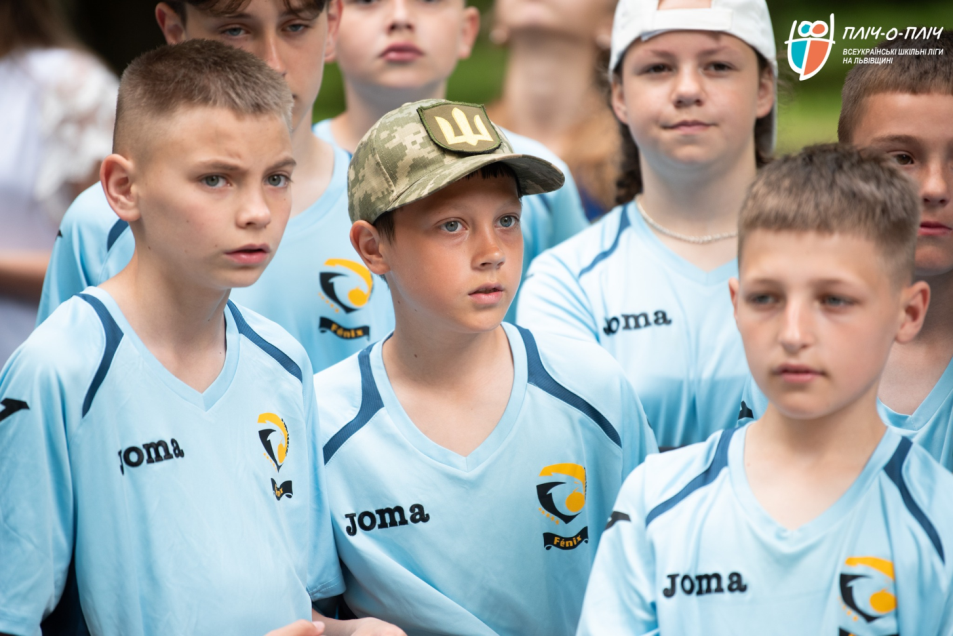 ПЛІЧ-О-ПЛІЧ
ВСЕУКРАЇНСЬКІ ШКІЛЬНІ ЛІГИ
НА ЛЬВІВЩИНІ
Fénix
Joma
Joma
Joma
Fénix
Joma